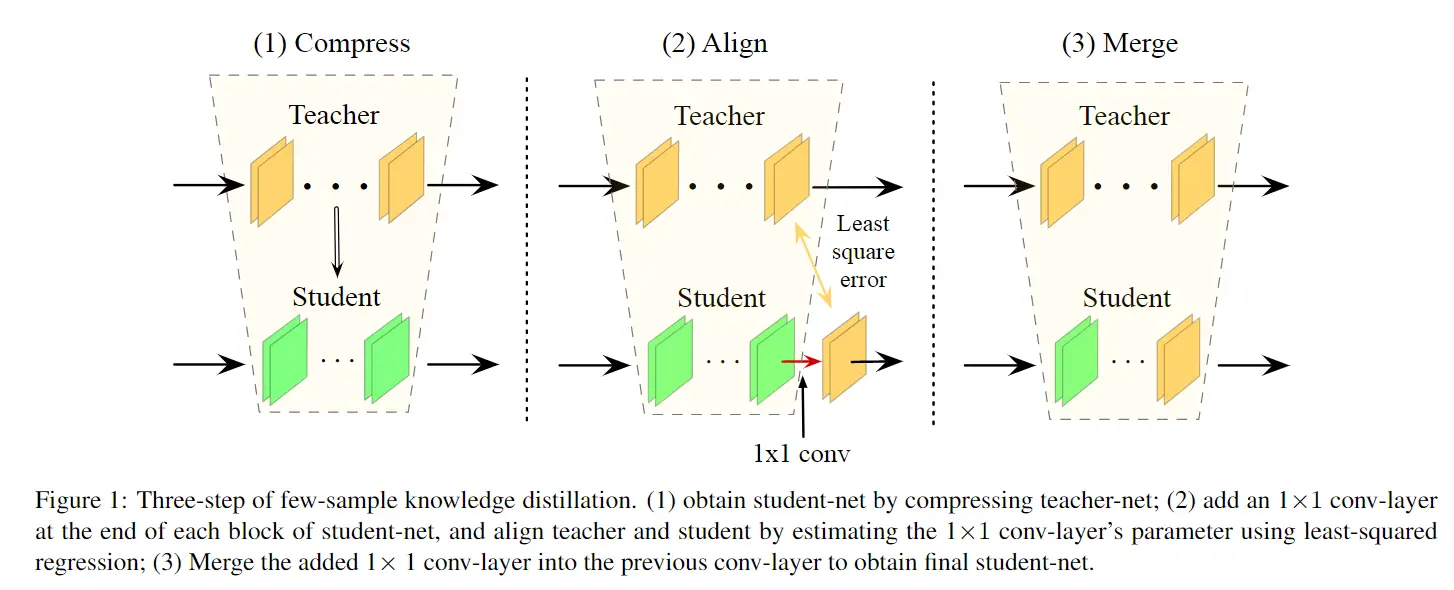 (1) Compress
(2) Align
(3) Merge
Teacher
Teacher
Teacher
Least
square
error
Student
Student
Student
1x1 conv
Figure 1: Three-step of few-sample knowledge distillation. (1) obtain student-net by compressing teacher-net; (2) add an 1×1 conv-layer
at the end of each block of student-net, and align teacher and student by estimating the 1×1 conv-layer's parameter using least-squared
regression; (3) Merge the added 1× 1 conv-layer into the previous conv-layer to obtain final student-net.